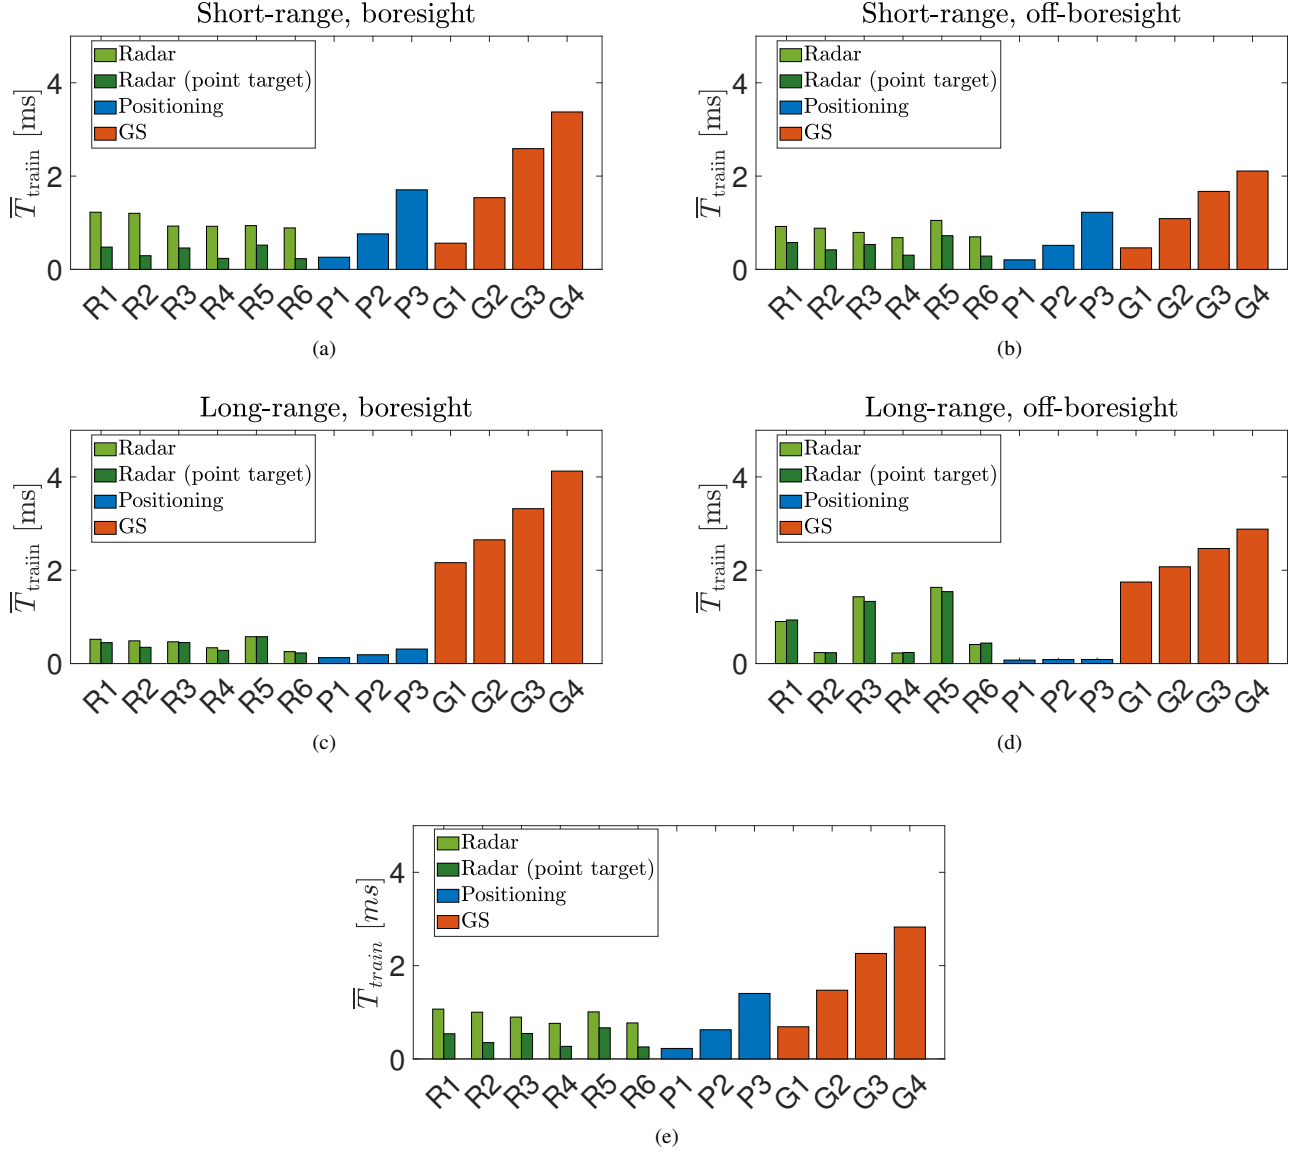 Short-range, boresight
T̅_traiin [ms]
4
2
0
Radar
Radar (point target)
Positioning
GS
R1 R2 R3 R4 R5 R6 P1 P2 P3 G1 G2 G3 G4
(a)
Short-range, off-boresight
T̅_traiin [ms]
4
2
0
Radar
Radar (point target)
Positioning
GS
R1 R2 R3 R4 R5 R6 P1 P2 P3 G1 G2 G3 G4
(b)
Long-range, boresight
T̅_traiin [ms]
4
2
0
Radar
Radar (point target)
Positioning
GS
R1 R2 R3 R4 R5 R6 P1 P2 P3 G1 G2 G3 G4
(c)
Long-range, off-boresight
T̅_traiin [ms]
4
2
0
Radar
Radar (point target)
Positioning
GS
R1 R2 R3 R4 R5 R6 P1 P2 P3 G1 G2 G3 G4
(d)
T̅_train [ms]
4
2
0
Radar
Radar (point target)
Positioning
GS
R1 R2 R3 R4 R5 R6 P1 P2 P3 G1 G2 G3 G4
(e)